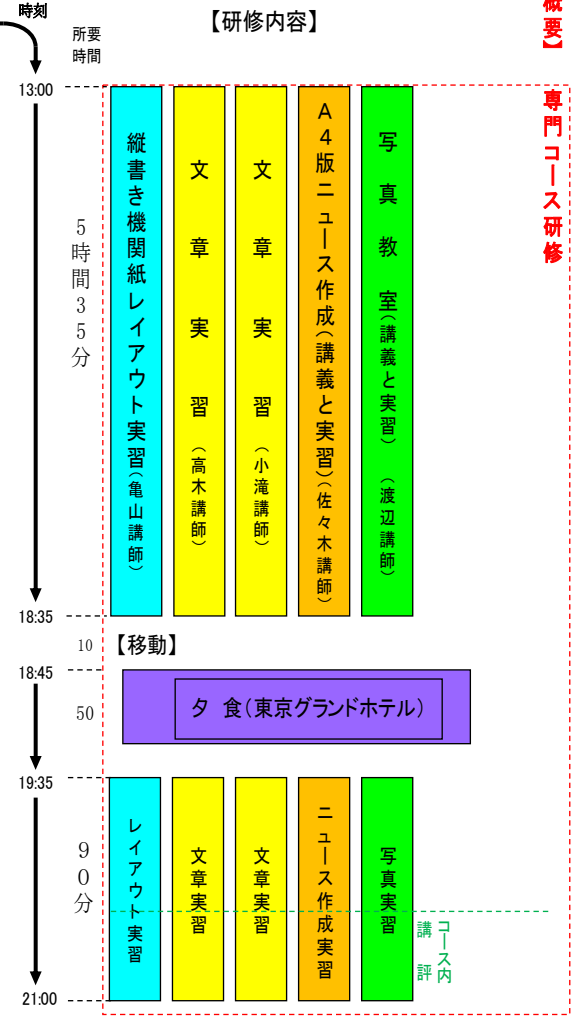 時刻
所要
時間
【研修内容】
概要】 専門コース研修
13:00
5時間35分
縦書き機関紙レイアウト実習(亀山講師)
文章実習(高木講師)
文章実習(小滝講師)
A4版ニュース作成(講義と実習)(佐々木講師)
写真教室(講義と実習)(渡辺講師)
18:35
10
【移動】
18:45
50
夕 食(東京グランドホテル)
19:35
90分
レイアウト実習
文章実習
文章実習
ニュース作成実習
写真実習
コース内
講 評
21:00